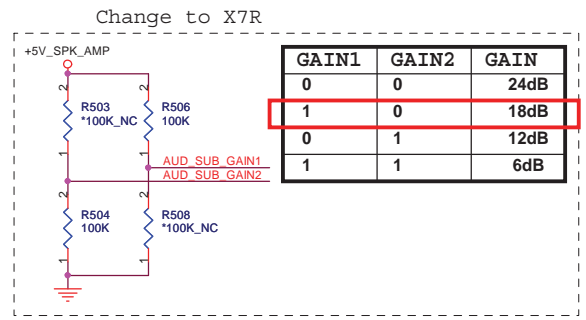 Change to X7R
+5V_SPK_AMP
GAIN1 GAIN2 GAIN
0 0 24dB
1 0 18dB
0 1 12dB
1 1 6dB
2 2
R503 R506
*100K_NC 100K
1 1
AUD_SUB_GAIN1
AUD_SUB_GAIN2
2 2
R504 R508
100K *100K_NC
1 1